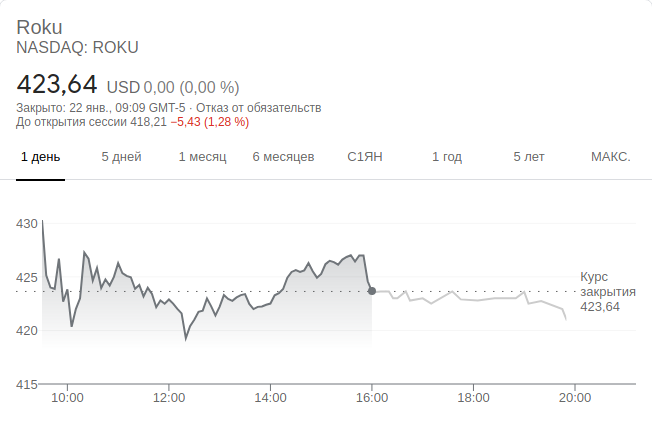 Roku
NASDAQ: ROKU
423,64 USD 0,00 (0,00 %)
Закрыто: 22 янв., 09:09 GMT-5 · Отказ от обязательств
До открытия сессии 418,21 −5,43 (1,28 %)
1 день 5 дней 1 месяц 6 месяцев С1ЯН 1 год 5 лет МАКС.
430
425
Курс
закрытия
423,64
420
415
10:00 12:00 14:00 16:00 18:00 20:00